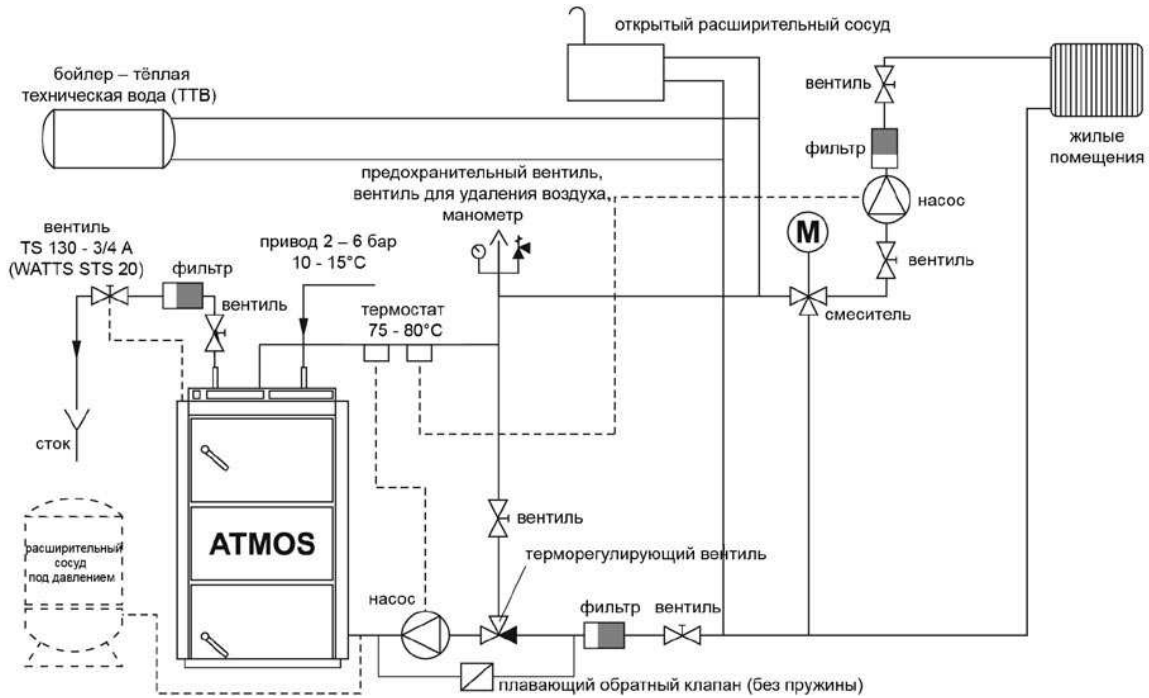 открытый расширительный сосуд
бойлер – тёплая
техническая вода (ТТВ)
вентиль
фильтр
жилые
помещения
предохранительный вентиль,
вентиль для удаления воздуха,
манометр
насос
вентиль
TS 130 - 3/4 A
(WATTS STS 20)
привод 2 – 6 бар
10 - 15°C
M
вентиль
фильтр
вентиль
термостат
75 - 80°C
смеситель
сток
вентиль
ATMOS
расширительный
сосуд
под давлением
терморегулирующий вентиль
насос
фильтр
вентиль
плавающий обратный клапан (без пружины)